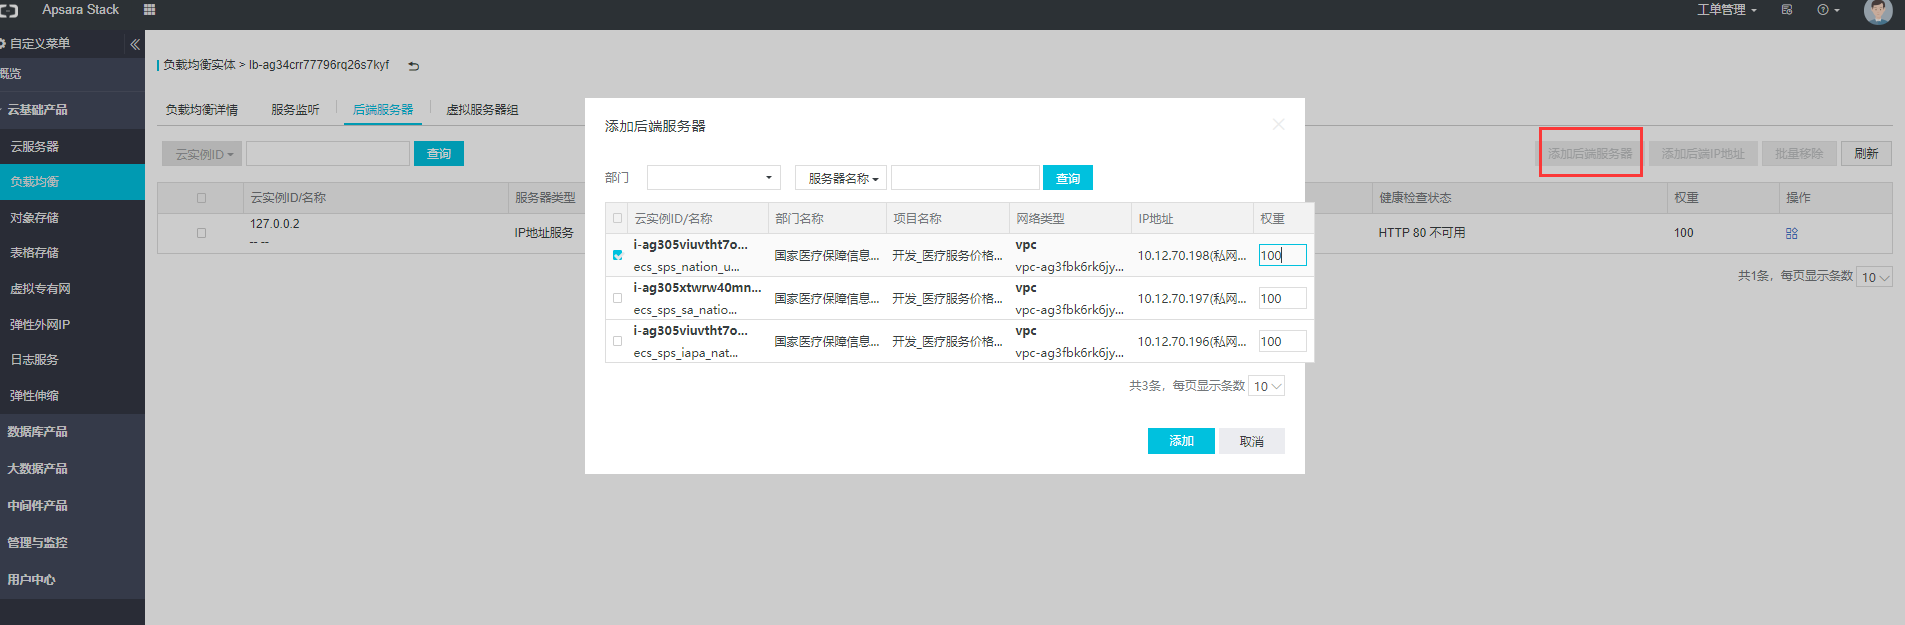 Apsara Stack
工单管理
自定义菜单
概览
云基础产品
云服务器
负载均衡
对象存储
表格存储
虚拟专有网
弹性外网IP
日志服务
弹性伸缩
数据库产品
大数据产品
中间件产品
管理与监控
用户中心
负载均衡实体 > lb-ag34crr77796rq26s7kyf
负载均衡详情 服务监听 后端服务器 虚拟服务器组
云实例ID 查询 添加后端服务器 添加后端IP地址 批量移除 刷新
云实例ID/名称 服务器类型 健康检查状态 权重 操作
127.0.0.2
-- --
IP地址服务 HTTP 80 不可用 100
共1条，每页显示条数 10
添加后端服务器
部门 服务器名称 查询
云实例ID/名称 部门名称 项目名称 网络类型 IP地址 权重
i-ag305viuvtht7o... vpc
国家医疗保障信息... 开发_医疗服务价格... 10.12.70.198(私网... 100
ecs_sps_nation_u... vpc-ag3fbk6rk6jy...
i-ag305xtwrw40mn... vpc
国家医疗保障信息... 开发_医疗服务价格... 10.12.70.197(私网... 100
ecs_sps_sa_natio... vpc-ag3fbk6rk6jy...
i-ag305viuvtht7o... vpc
国家医疗保障信息... 开发_医疗服务价格... 10.12.70.196(私网... 100
ecs_sps_iapa_nat... vpc-ag3fbk6rk6jy...
共3条，每页显示条数 10
添加 取消